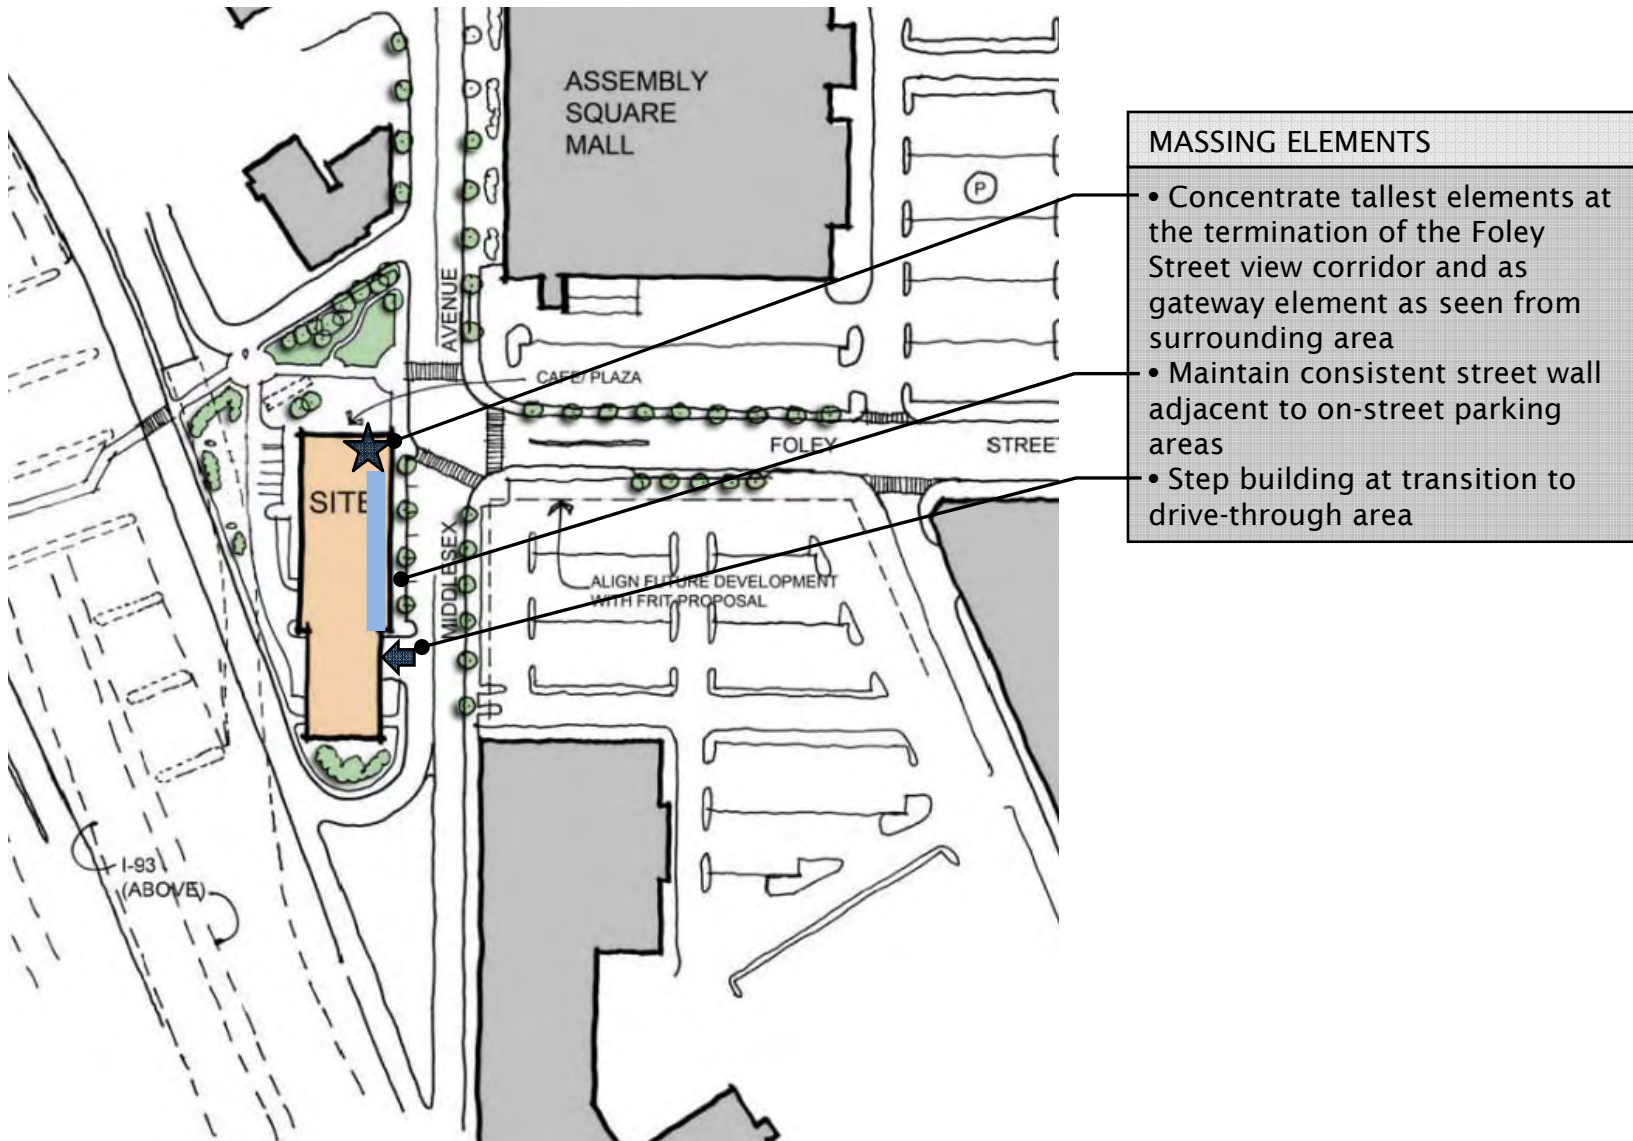 ASSEMBLY
SQUARE
MALL
P
AVENUE
CAFE/ PLAZA
FOLEY STREET
SITE
MIDDLESEX
ALIGN FUTURE DEVELOPMENT
WITH FRIT PROPOSAL
I-93
(ABOVE)
MASSING ELEMENTS
• Concentrate tallest elements at
the termination of the Foley
Street view corridor and as
gateway element as seen from
surrounding area
• Maintain consistent street wall
adjacent to on-street parking
areas
• Step building at transition to
drive-through area